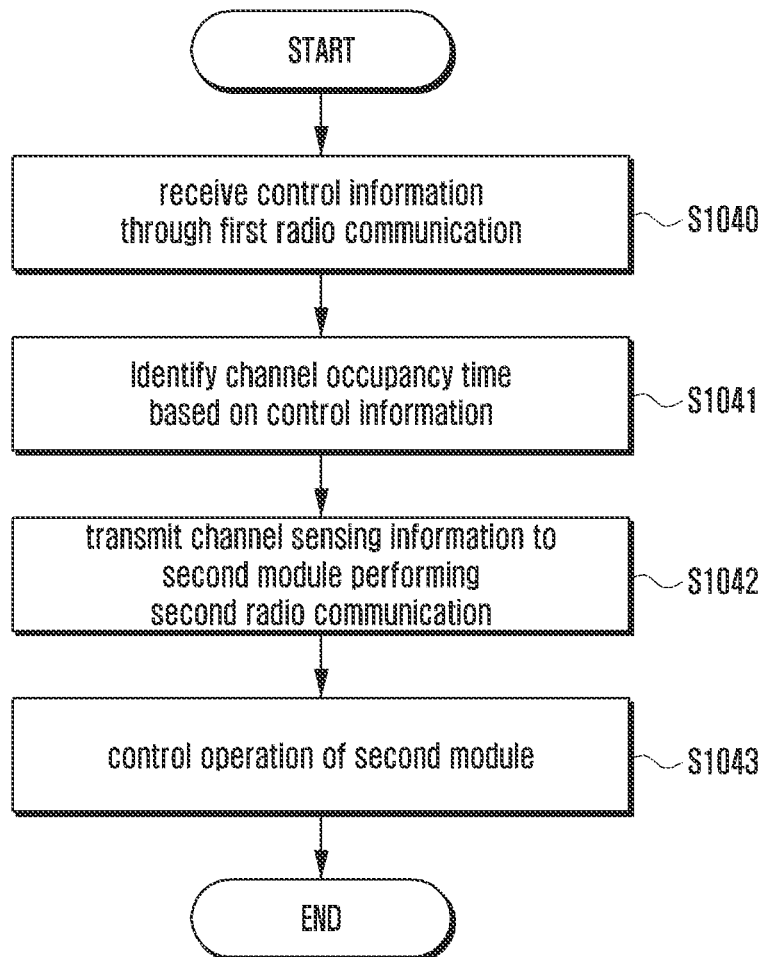 START
receive control information
through first radio communication
S1040
Identify channel occupancy time
based on control information
S1041
transmit channel sensing information to
second module performing
second radio communication
S1042
control operation of second module
S1043
END